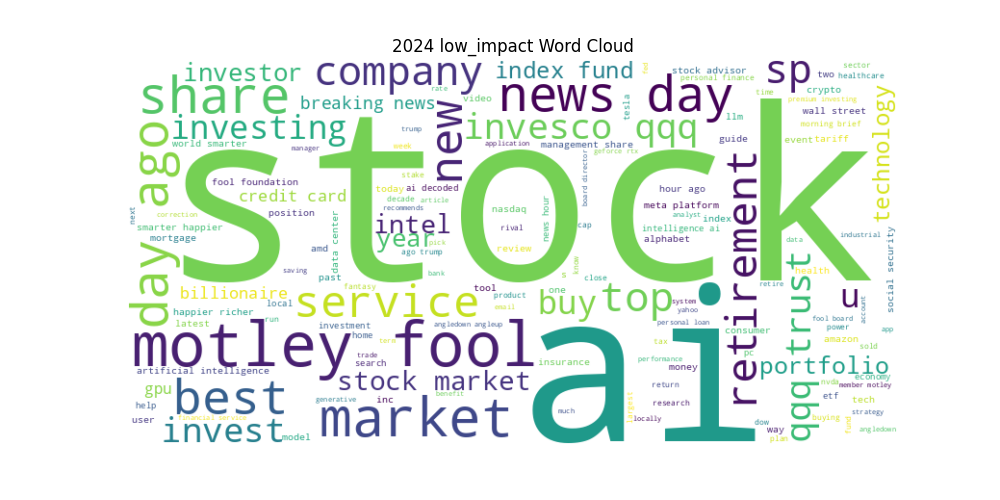 2024 low_impact Word Cloud
stock
ai
motley fool
market
share
company
news day
sp
investor
index fund
stock advisor
personal finance
fed
two
sector
healthcare
crypto
time
premium investing
wall street
morning brief
breaking news
video
rate
tesla
llm
investing
new
invesco qqq
management share
guide
event
tariff
technology
world smarter
trump
application
geforce rtx
board director
day ago
manager
week
stake
fool foundation
today
ai decoded
hour ago
credit card
decade
article
nasdaq
meta platform
position
recommends
analyst
index
next
correction
smarter happier
intel
rival
news hour
cap
intelligence ai
mortgage
year
pick
amd
data center
ago trump
review
alphabet
data
industrial
past
bank
know
close
health
saving
retirement
qqq trust
social security
retire
billionaire
fantasy
tool
product
one
buy
top
system
yahoo
u
account
happier richer
local
service
email
latest
run
investment
home
angledown angleup
personal loan
consumer
fool board
power
amazon
app
tern
tax
pc
sold
trade
search
insurance
performance
money
portfolio
economy
artificial intelligence
stock market
gpu
generative
inc
benefit
return
etf
nvda
member motley
tech
best
help
user
financial service
much
largest
locally
research
dow
way
buying
fund
strategy
invest
model
plan
angledown